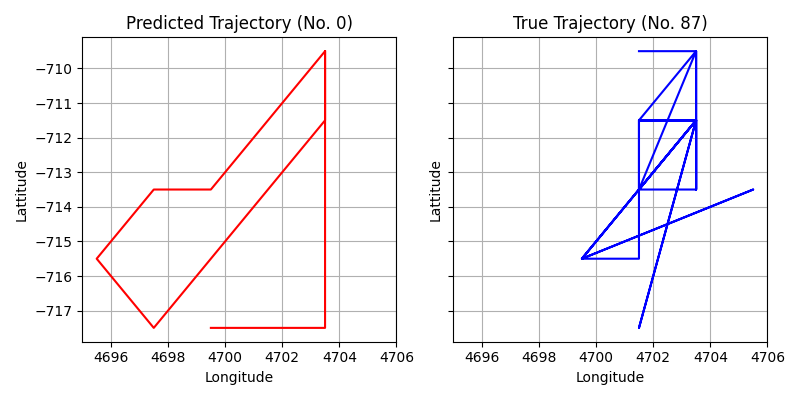 Predicted Trajectory (No. 0)
True Trajectory (No. 87)
−710
−711
−712
−713
−714
−715
−716
−717
Lattitude
Lattitude
4696 4698 4700 4702 4704 4706
4696 4698 4700 4702 4704 4706
Longitude
Longitude